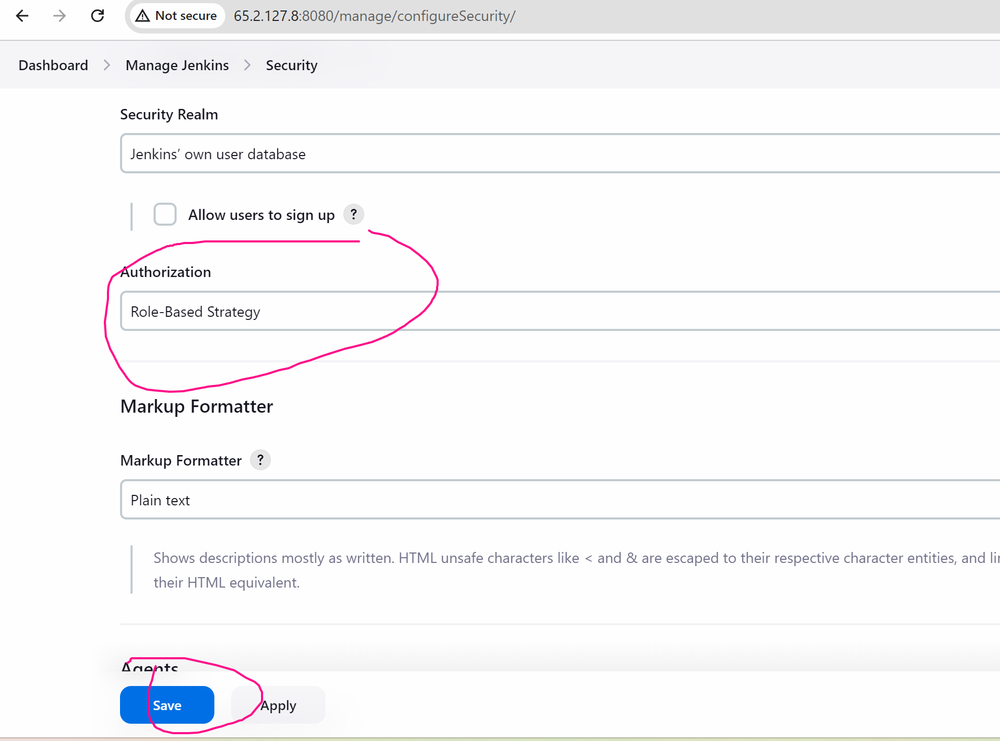 Not secure 65.2.127.8:8080/manage/configureSecurity/
Dashboard > Manage Jenkins > Security
Security Realm
Jenkins’ own user database
Allow users to sign up ?
Authorization
Role-Based Strategy
Markup Formatter
Markup Formatter ?
Plain text
Shows descriptions mostly as written. HTML unsafe characters like < and & are escaped to their respective character entities, and
their HTML equivalent.
Agents
Save Apply